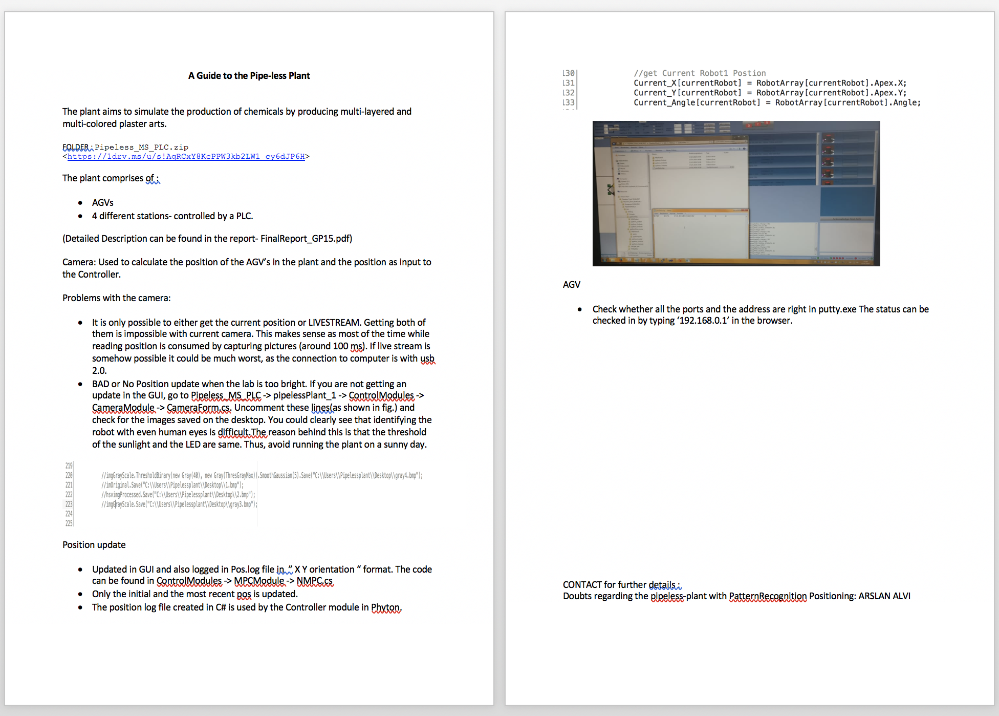 A Guide to the Pipe-less Plant
The plant aims to simulate the production of chemicals by producing multi-layered and
multi-colored plaster arts.
FOLDER:Pipeless_MS_PLC.zip
<https://1drv.ms/u/s!AqRCxY8KcPPW3kb2LW1_cy6dJP6H>
The plant comprises of :
• AGVs
• 4 different stations- controlled by a PLC.
(Detailed Description can be found in the report- FinalReport_GP15.pdf)
Camera: Used to calculate the position of the AGV’s in the plant and the position as input to
the Controller.
Problems with the camera:
• It is only possible to either get the current position or LIVESTREAM. Getting both of
them is impossible with current camera. This makes sense as most of the time while
reading position is consumed by capturing pictures (around 100 ms). If live stream is
somehow possible it could be much worst, as the connection to computer is with usb
2.0.
• BAD or No Position update when the lab is too bright. If you are not getting an
update in the GUI, go to Pipeless_MS_PLC -> pipelessPlant_1 -> ControlModules ->
CameraModule -> CameraForm.cs. Uncomment these lines(as shown in fig.) and
check for the images saved on the desktop. You could clearly see that identifying the
robot with even human eyes is difficult.The reason behind this is that the threshold
of the sunlight and the LED are same. Thus, avoid running the plant on a sunny day.
219
220 //imgGrayScale.ThresholdBinary(new Gray(40), new Gray(ThresGrayMax)).SmoothGaussian(5).Save("C:\\Users\\Pipelessplant\\Desktop\\gray4.bmp");
221 //imOriginal.Save("C:\\Users\\Pipelessplant\\Desktop\\1.bmp");
222 //hsvimgProcessed.Save("C:\\Users\\Pipelessplant\\Desktop\\2.bmp");
223 //imgGrayScale.Save("C:\\Users\\Pipelessplant\\Desktop\\gray3.bmp");
224
225
Position update
• Updated in GUI and also logged in Pos.log file in ” X Y orientation “ format. The code
can be found in ControlModules -> MPCModule -> NMPC.cs
• Only the initial and the most recent pos is updated.
• The position log file created in C# is used by the Controller module in Phyton.
130 //get Current Robot1 Postion
131 Current_X[currentRobot] = RobotArray[currentRobot].Apex.X;
132 Current_Y[currentRobot] = RobotArray[currentRobot].Apex.Y;
133 Current_Angle[currentRobot] = RobotArray[currentRobot].Angle;
AGV
• Check whether all the ports and the address are right in putty.exe The status can be
checked in by typing ‘192.168.0.1’ in the browser.
CONTACT for further details :
Doubts regarding the pipeless-plant with PatternRecognition Positioning: ARSLAN ALVI